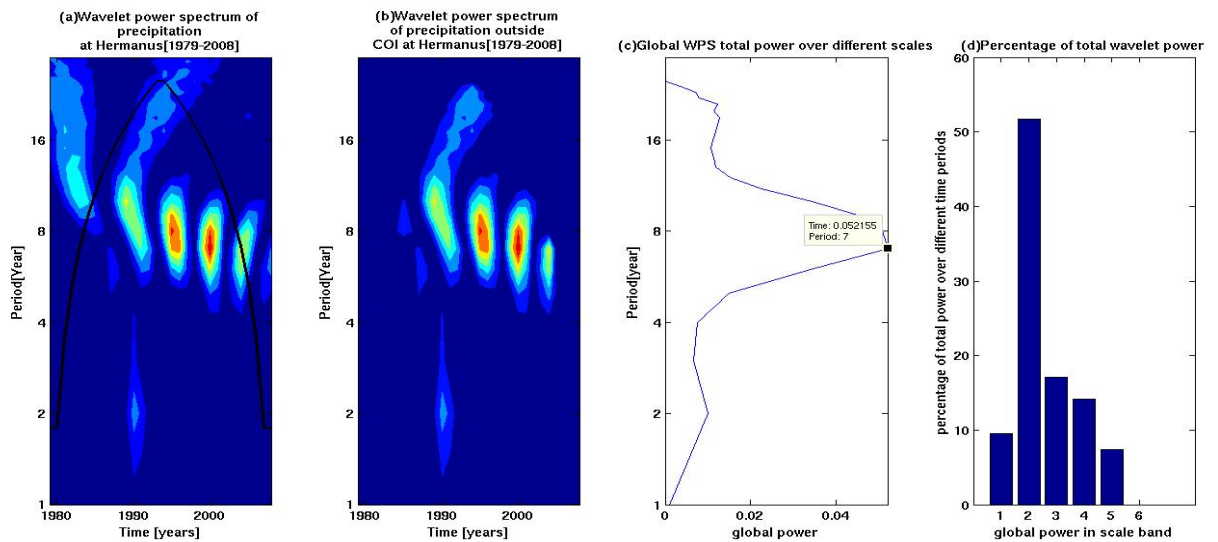 (a)Wavelet power spectrum of
precipitation
at Hermanus[1979-2008]
Period[Year]
16
8
4
2
1
1980 1990 2000
Time [years]
(b)Wavelet power spectrum
of precipitation outside
COI at Hermanus[1979-2008]
16
8
4
2
1
1980 1990 2000
Time [years]
(c)Global WPS total power over different scales
Period[year]
16
8
4
2
1
Time: 0.052155
Period: 7
0 0.02 0.04
global power
(d)Percentage of total wavelet power
percentage of total power over different time periods
60
50
40
30
20
10
0
1 2 3 4 5 6
global power in scale band